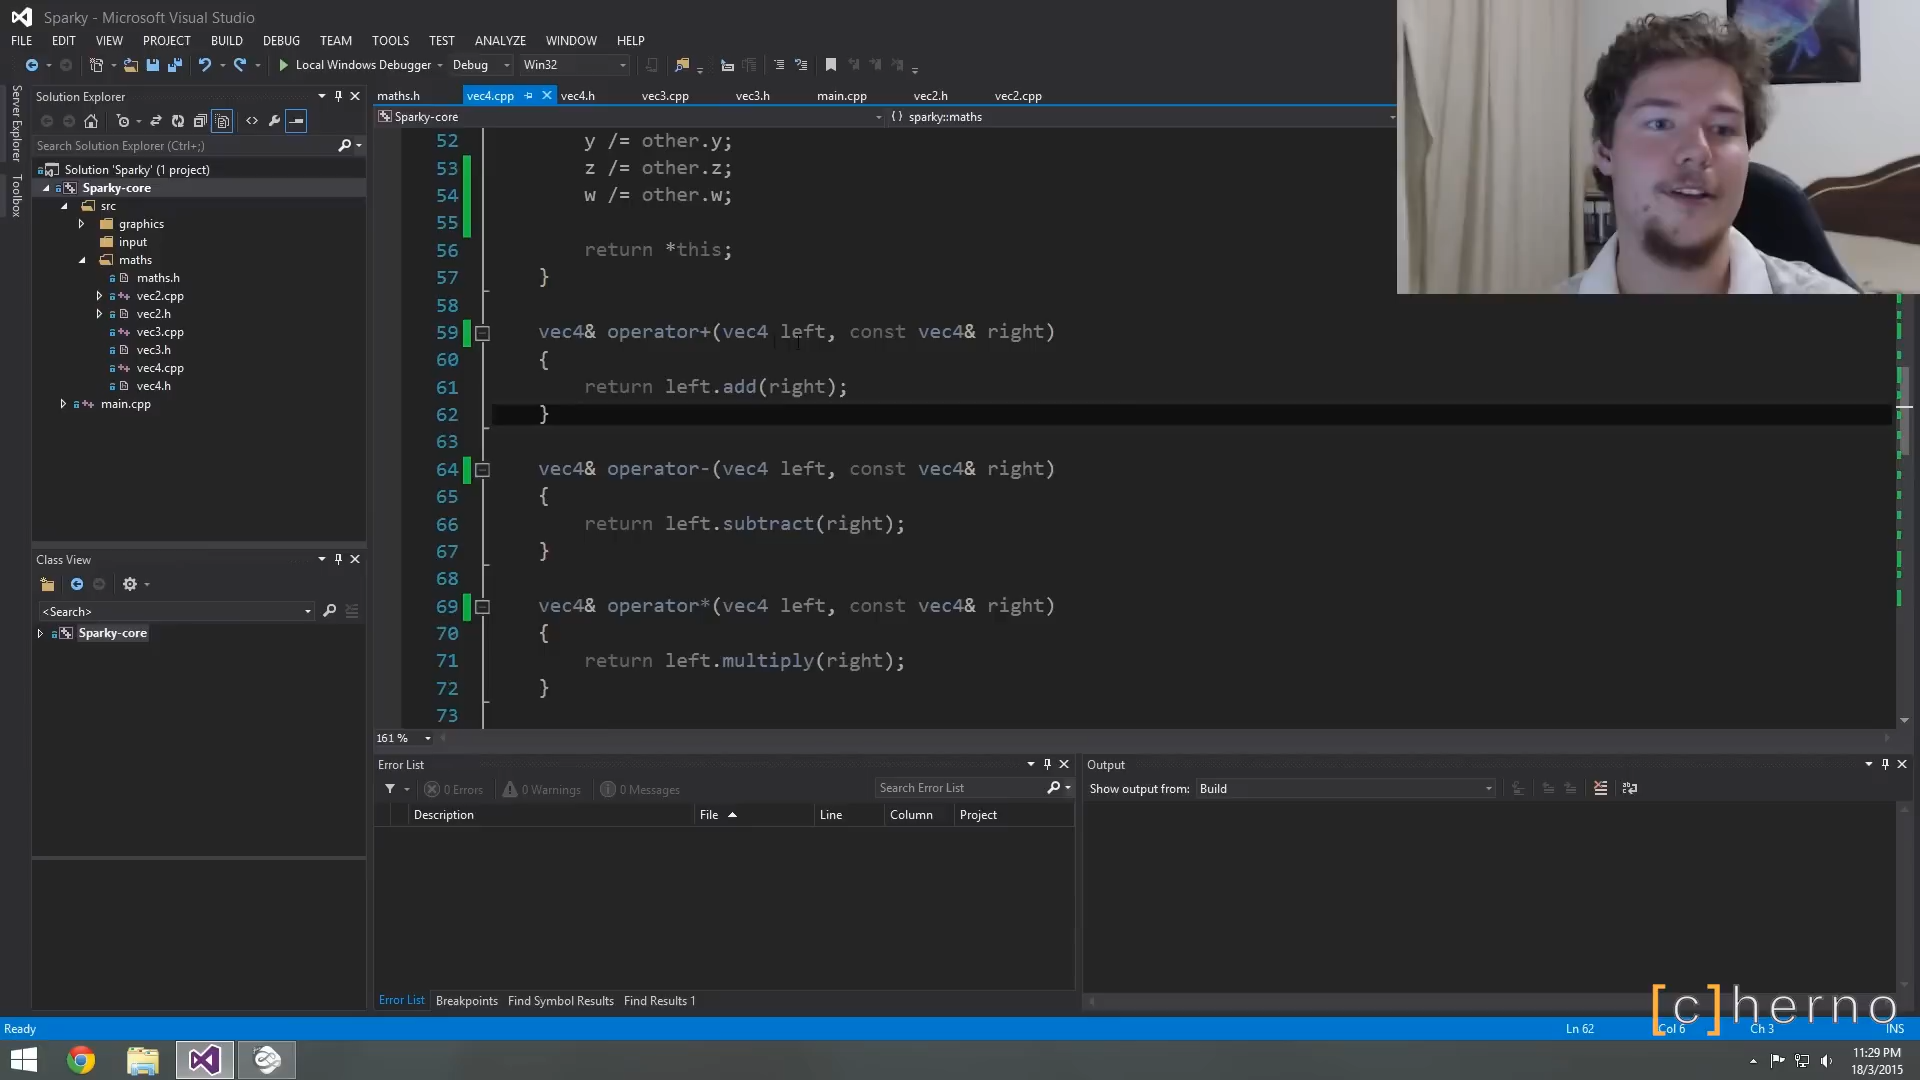 Sparky - Microsoft Visual Studio
FILE EDIT VIEW PROJECT BUILD DEBUG TEAM TOOLS TEST ANALYZE WINDOW HELP
Local Windows Debugger Debug Win32
Server Explorer
Toolbox
Solution Explorer
Search Solution Explorer (Ctrl+;)
Solution 'Sparky' (1 project)
Sparky-core
src
graphics
input
maths
maths.h
vec2.cpp
vec2.h
vec3.cpp
vec3.h
vec4.cpp
vec4.h
main.cpp
Class View
<Search>
Sparky-core
maths.h vec4.cpp vec4.h vec3.cpp vec3.h main.cpp vec2.h vec2.cpp
Sparky-core {} sparky::maths
52 y /= other.y;
53 z /= other.z;
54 w /= other.w;
55
56 return *this;
57 }
58
59 vec4& operator+(vec4 left, const vec4& right)
60 {
61 return left.add(right);
62 }
63
64 vec4& operator-(vec4 left, const vec4& right)
65 {
66 return left.subtract(right);
67 }
68
69 vec4& operator*(vec4 left, const vec4& right)
70 {
71 return left.multiply(right);
72 }
73
161 %
Error List
0 Errors 0 Warnings 0 Messages Search Error List
Description File Line Column Project
Error List Breakpoints Find Symbol Results Find Results 1
Output
Show output from: Build
[c]herno
Ready Ln 62 Col 6 Ch 3 INS
11:29 PM
18/3/2015